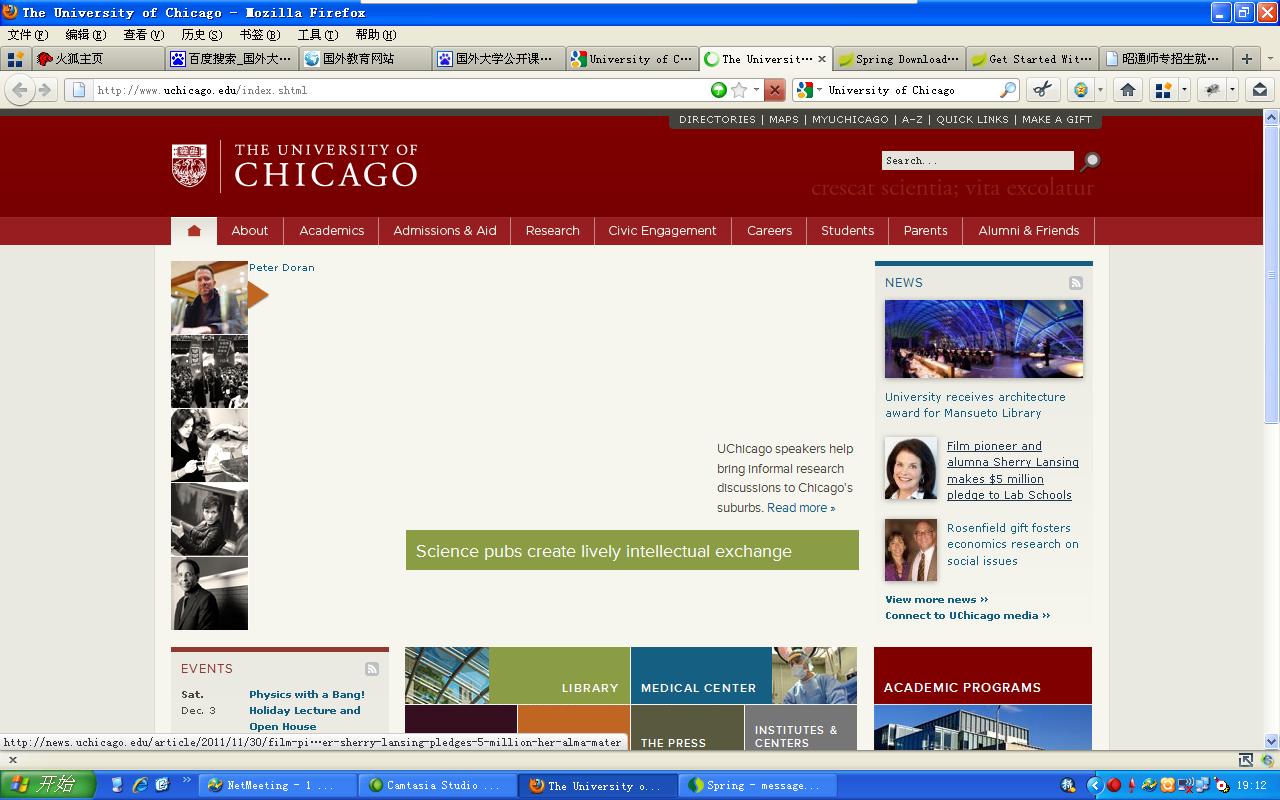 The University of Chicago - Mozilla Firefox
文件(F) 编辑(E) 查看(V) 历史(S) 书签(B) 工具(T) 帮助(H)
火狐主页 百度搜索_国外大… 国外教育网站 国外大学公开课… University of C… The Universit… Spring Download… Get Started Wit… 昭通师专招生就…
http://www.uchicago.edu/index.shtml University of Chicago
DIRECTORIES | MAPS | MYUCHICAGO | A-Z | QUICK LINKS | MAKE A GIFT
THE UNIVERSITY OF
CHICAGO
Search...
crescat scientia; vita excolatur
About Academics Admissions & Aid Research Civic Engagement Careers Students Parents Alumni & Friends
Peter Doran
UChicago speakers help
bring informal research
discussions to Chicago's
suburbs. Read more »
Science pubs create lively intellectual exchange
NEWS
University receives architecture
award for Mansueto Library
Film pioneer and
alumna Sherry Lansing
makes $5 million
pledge to Lab Schools
Rosenfield gift fosters
economics research on
social issues
View more news ››
Connect to UChicago media ››
EVENTS
Sat.
Dec. 3
Physics with a Bang!
Holiday Lecture and
Open House
LIBRARY
MEDICAL CENTER
ACADEMIC PROGRAMS
THE PRESS
INSTITUTES &
CENTERS
http://news.uchicago.edu/article/2011/11/30/film-pi…er-sherry-lansing-pledges-5-million-her-alma-mater
开始 NetMeeting - 1 ... Camtasia Studio ... The University o... Spring - message... 19:12